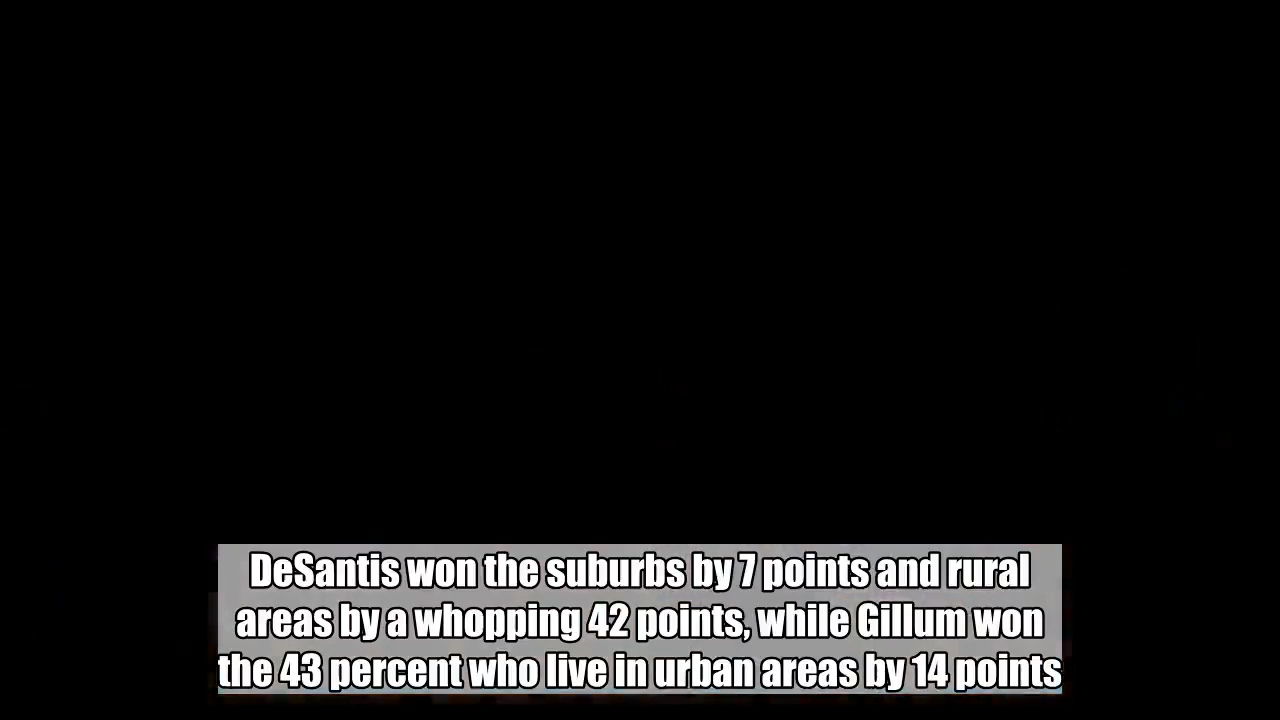 DeSantis won the suburbs by 7 points and rural
areas by a whopping 42 points, while Gillum won
the 43 percent who live in urban areas by 14 points